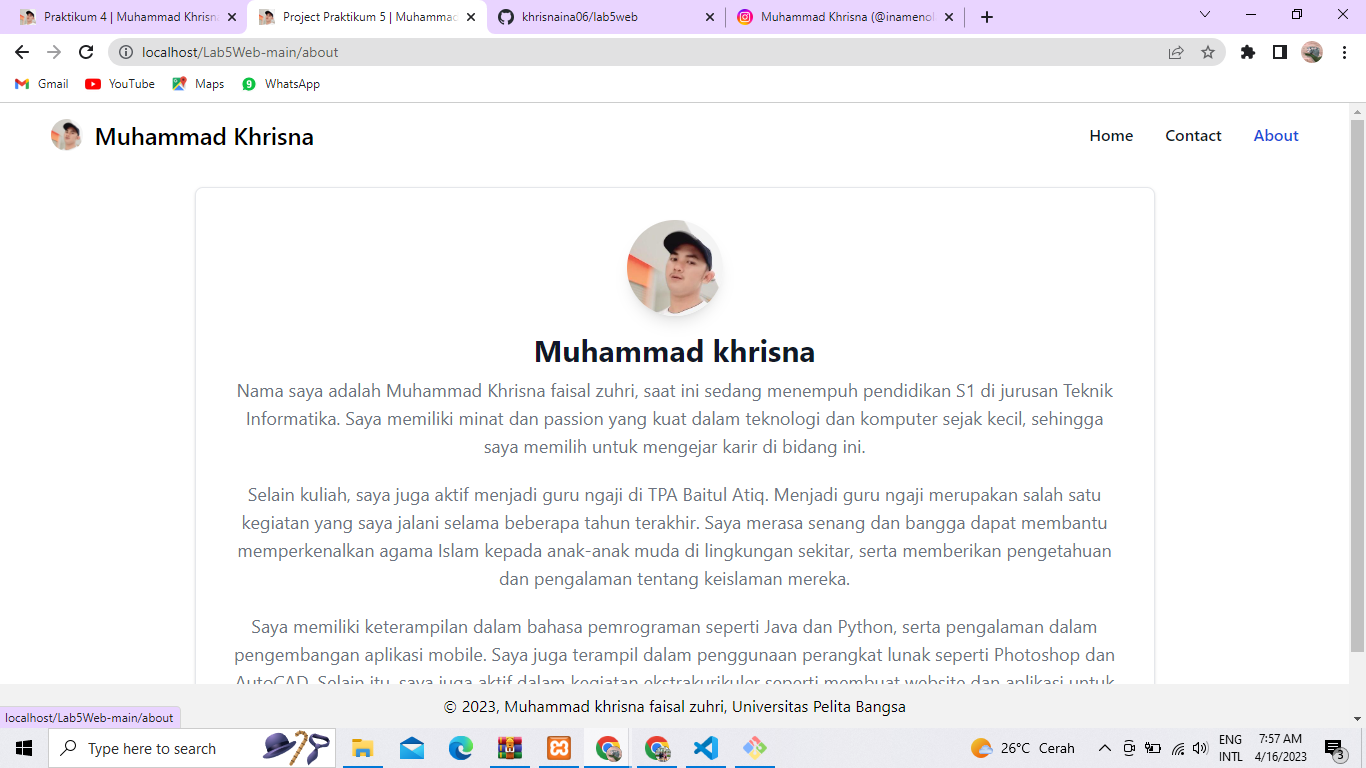 Praktikum 4 | Muhammad Khrisn
Project Praktikum 5 | Muhammad
khrisnaina06/lab5web
Muhammad Khrisna (@inameno
localhost/Lab5Web-main/about
Gmail
YouTube
Maps
WhatsApp
Muhammad Khrisna
Home
Contact
About
Muhammad khrisna
Nama saya adalah Muhammad Khrisna faisal zuhri, saat ini sedang menempuh pendidikan S1 di jurusan Teknik
Informatika. Saya memiliki minat dan passion yang kuat dalam teknologi dan komputer sejak kecil, sehingga
saya memilih untuk mengejar karir di bidang ini.
Selain kuliah, saya juga aktif menjadi guru ngaji di TPA Baitul Atiq. Menjadi guru ngaji merupakan salah satu
kegiatan yang saya jalani selama beberapa tahun terakhir. Saya merasa senang dan bangga dapat membantu
memperkenalkan agama Islam kepada anak-anak muda di lingkungan sekitar, serta memberikan pengetahuan
dan pengalaman tentang keislaman mereka.
Saya memiliki keterampilan dalam bahasa pemrograman seperti Java dan Python, serta pengalaman dalam
pengembangan aplikasi mobile. Saya juga terampil dalam penggunaan perangkat lunak seperti Photoshop dan
AutoCAD. Selain itu, saya juga aktif dalam kegiatan ekstrakurikuler seperti membuat website dan aplikasi untuk
© 2023, Muhammad khrisna faisal zuhri, Universitas Pelita Bangsa
localhost/Lab5Web-main/about
Type here to search
26°C Cerah
ENG
INTL
7:57 AM
4/16/2023
3